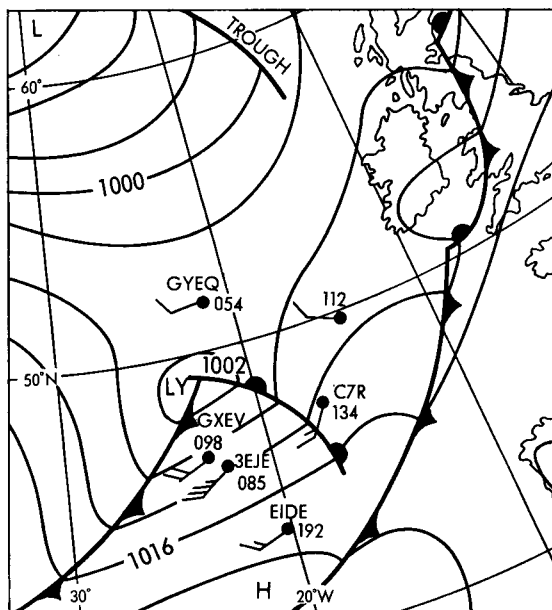 L
TROUGH
60°
1000
GYEQ
054
112
50°N
LY
1002
C7R
134
GXEV
098
3EJE
085
EIDE
192
1016
H
30°
20°W